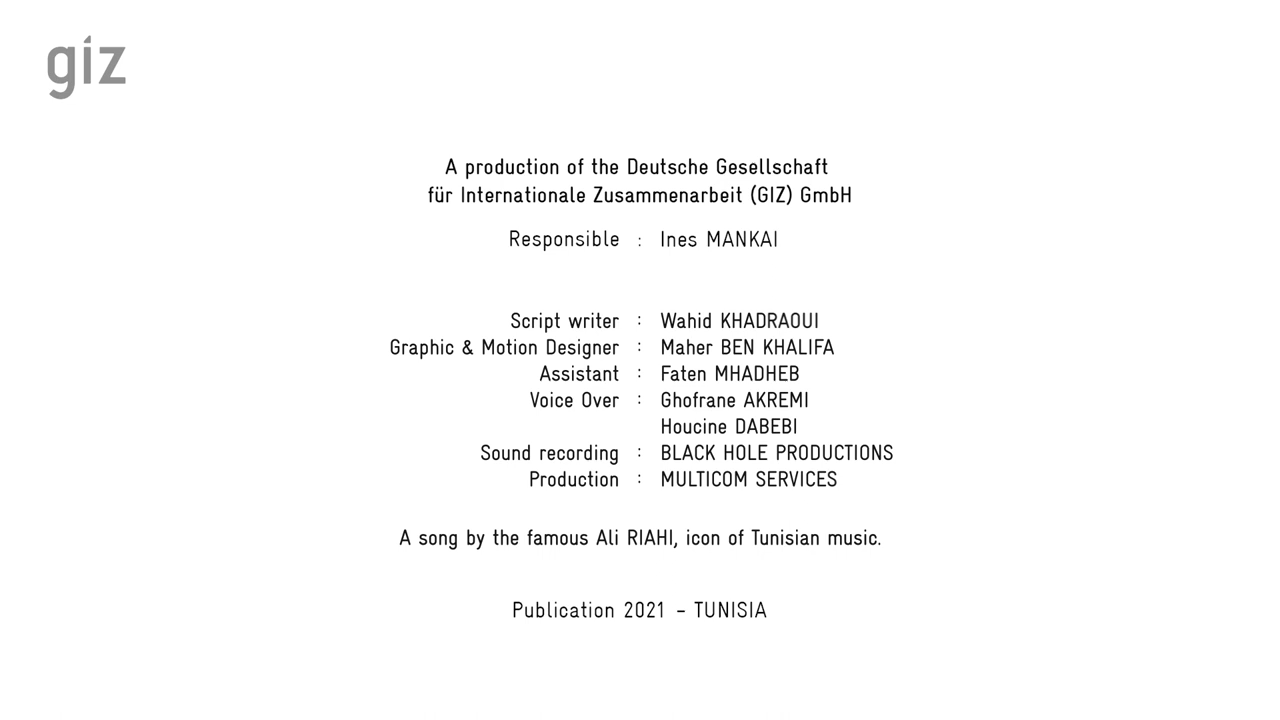 giz
A production of the Deutsche Gesellschaft
für Internationale Zusammenarbeit (GIZ) GmbH
Responsible : Ines MANKAI
Script writer : Wahid KHADRAOUI
Graphic & Motion Designer : Maher BEN KHALIFA
Assistant : Faten MHADHEB
Voice Over : Ghofrane AKREMI
Houcine DABEBI
Sound recording : BLACK HOLE PRODUCTIONS
Production : MULTICOM SERVICES
A song by the famous Ali RIAHI, icon of Tunisian music.
Publication 2021 – TUNISIA